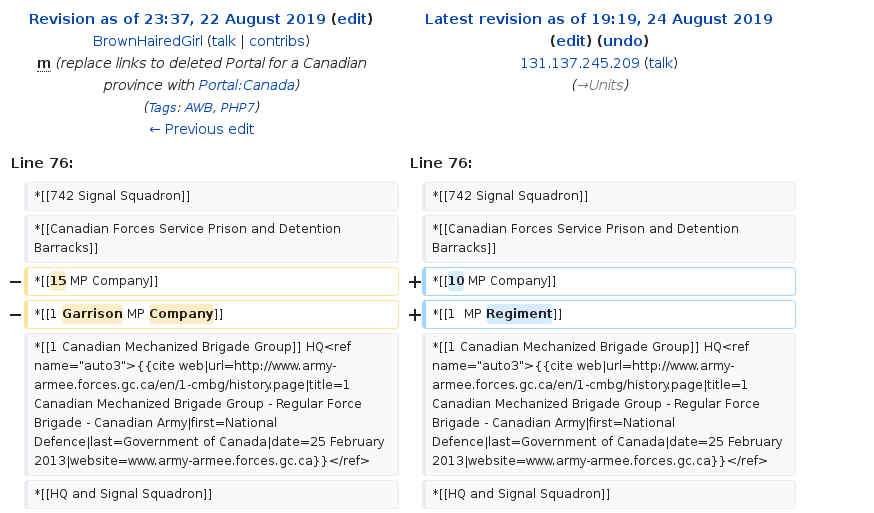 Revision as of 23:37, 22 August 2019 (edit)
BrownHairedGirl (talk | contribs)
m (replace links to deleted Portal for a Canadian
province with Portal:Canada)
(Tags: AWB, PHP7)
← Previous edit
Latest revision as of 19:19, 24 August 2019
(edit) (undo)
131.137.245.209 (talk)
(→Units)
Line 76:
*[[742 Signal Squadron]]
*[[Canadian Forces Service Prison and Detention
Barracks]]
− *[[15 MP Company]]
− *[[1 Garrison MP Company]]
*[[1 Canadian Mechanized Brigade Group]] HQ<ref
name="auto3">{{cite web|url=http://www.army-
armee.forces.gc.ca/en/1-cmbg/history.page|title=1
Canadian Mechanized Brigade Group - Regular Force
Brigade - Canadian Army|first=National
Defence|last=Government of Canada|date=25 February
2013|website=www.army-armee.forces.gc.ca}}</ref>
*[[HQ and Signal Squadron]]
Line 76:
*[[742 Signal Squadron]]
*[[Canadian Forces Service Prison and Detention
Barracks]]
+ *[[10 MP Company]]
+ *[[1  MP Regiment]]
*[[1 Canadian Mechanized Brigade Group]] HQ<ref
name="auto3">{{cite web|url=http://www.army-
armee.forces.gc.ca/en/1-cmbg/history.page|title=1
Canadian Mechanized Brigade Group - Regular Force
Brigade - Canadian Army|first=National
Defence|last=Government of Canada|date=25 February
2013|website=www.army-armee.forces.gc.ca}}</ref>
*[[HQ and Signal Squadron]]